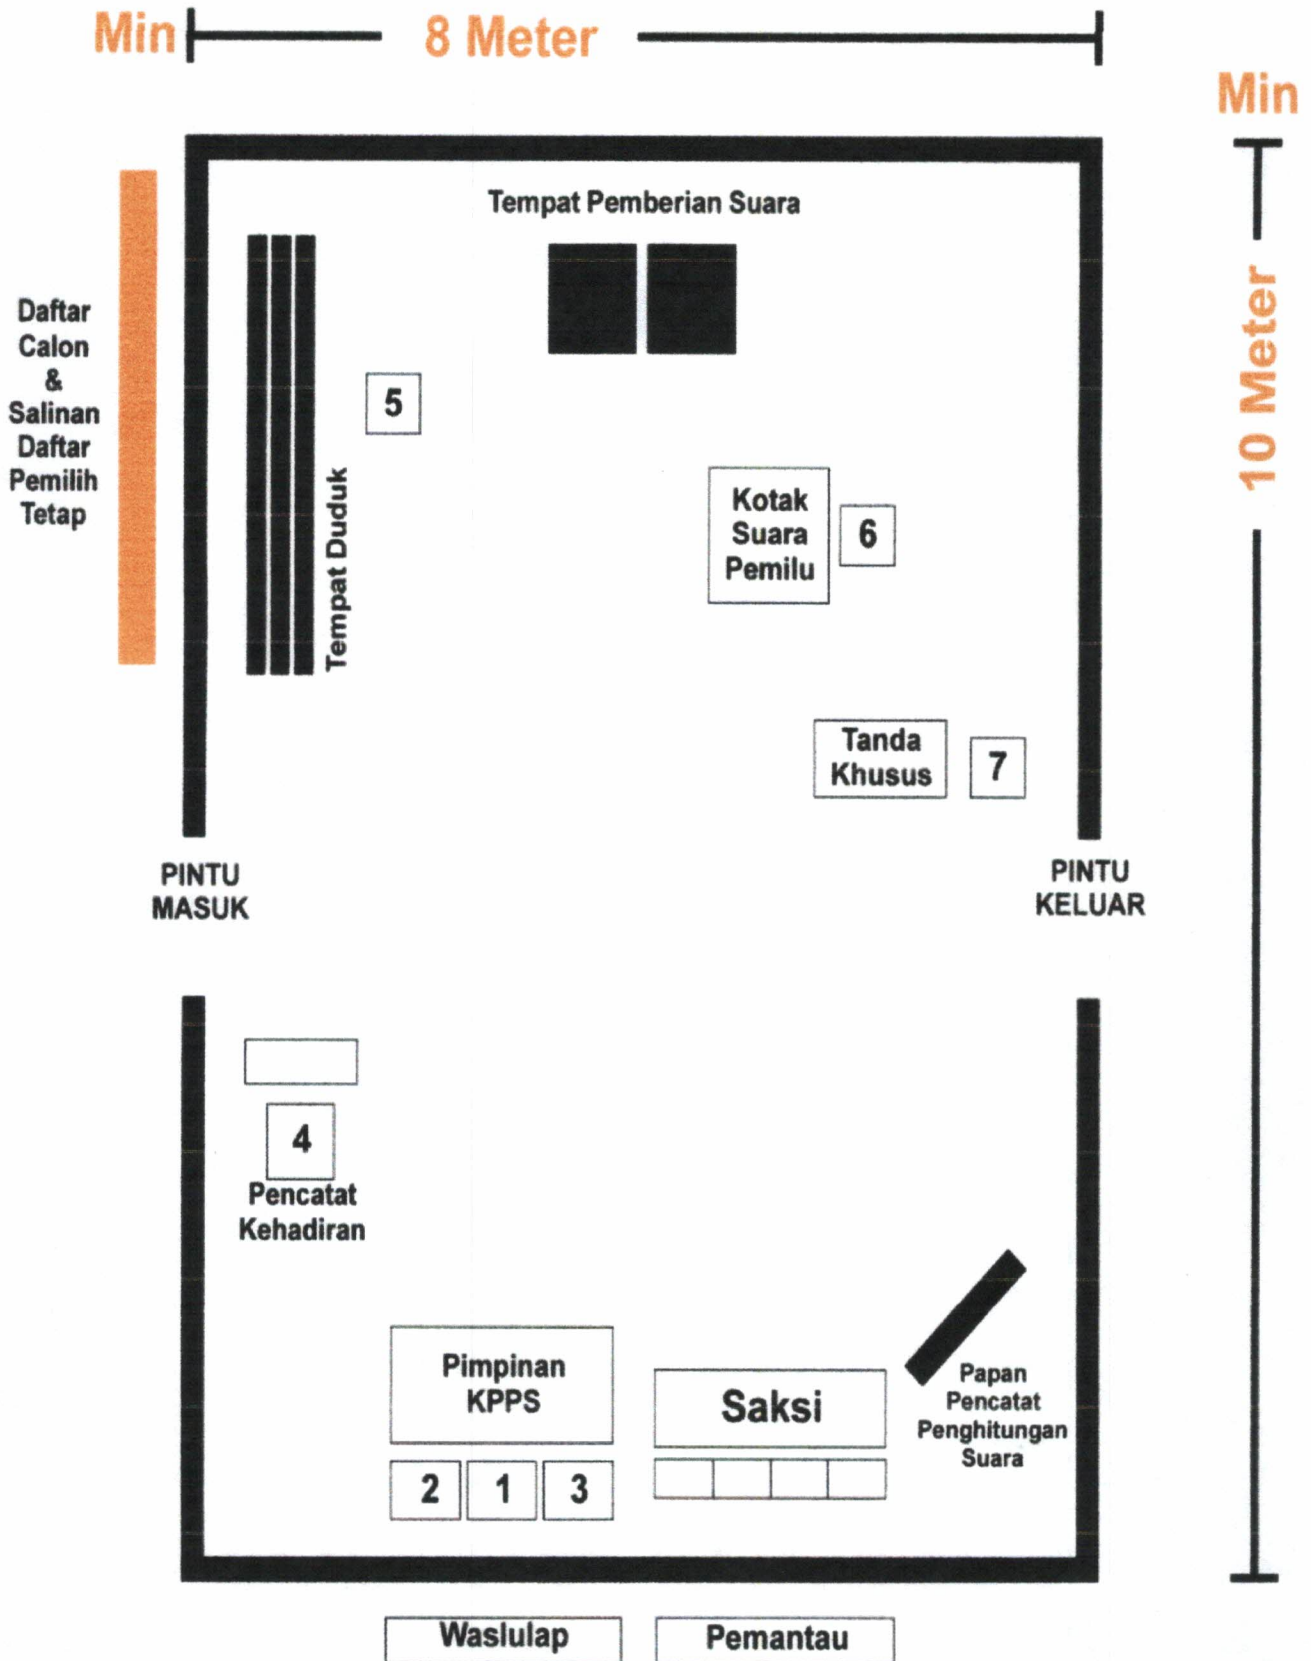 Min
8 Meter
Min
10 Meter
Tempat Pemberian Suara
Daftar
Calon
&
Salinan
Daftar
Pemilih
Tetap
Tempat Duduk
5
Kotak
Suara
Pemilu
6
Tanda
Khusus
7
PINTU
MASUK
PINTU
KELUAR
4
Pencatat
Kehadiran
Pimpinan
KPPS
2 1 3
Saksi
Papan
Pencatat
Penghitungan
Suara
Waslulap
Pemantau